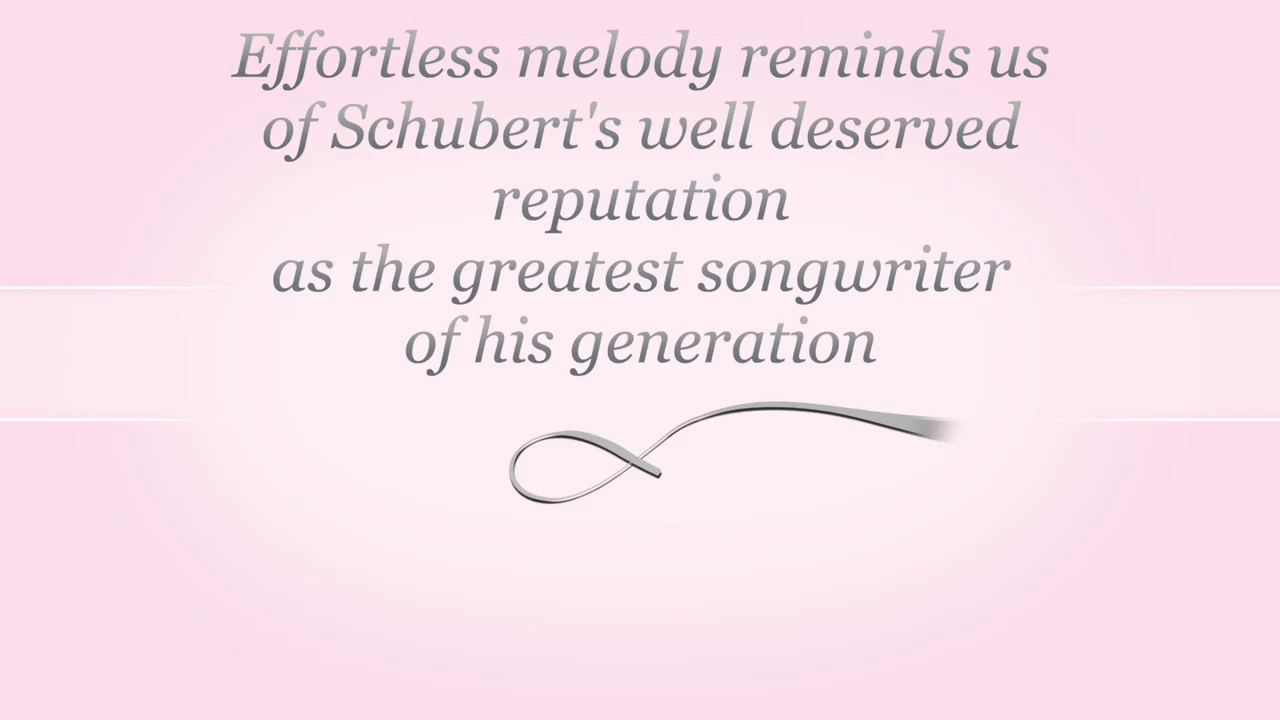 Effortless melody reminds us
of Schubert's well deserved
reputation
as the greatest songwriter
of his generation